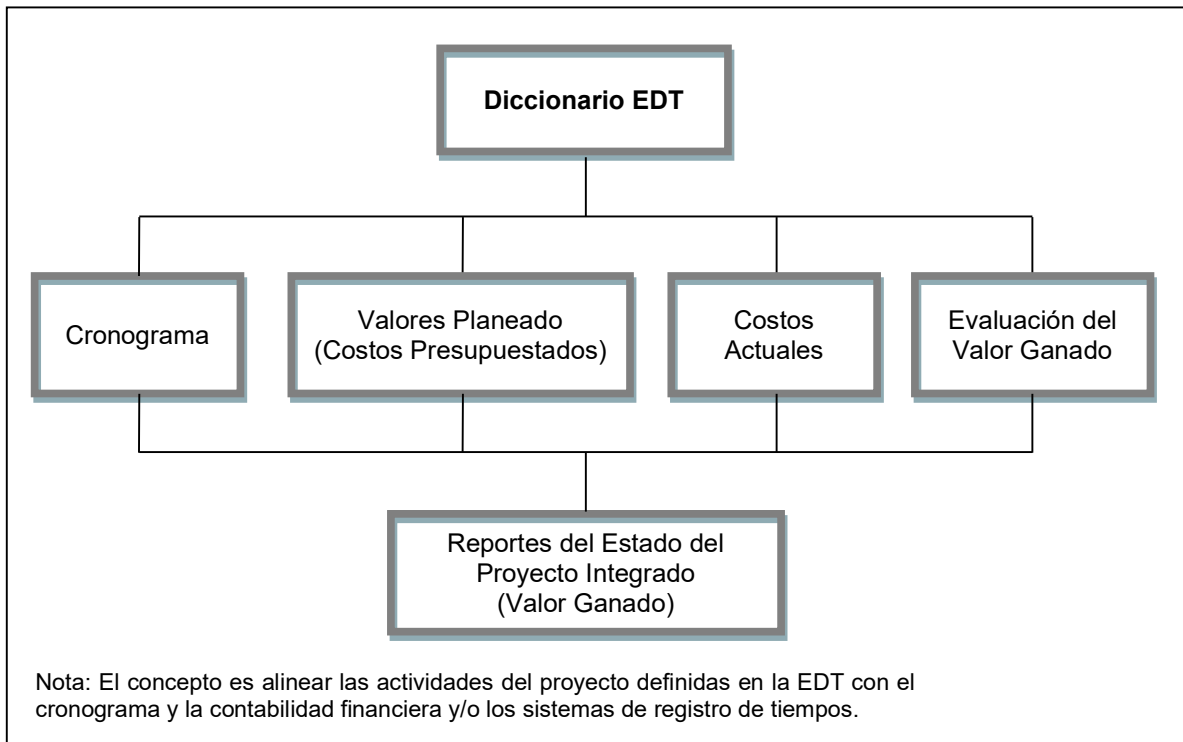 Diccionario EDT
Cronograma
Valores Planeado
(Costos Presupuestados)
Costos
Actuales
Evaluación del
Valor Ganado
Reportes del Estado del
Proyecto Integrado
(Valor Ganado)
Nota: El concepto es alinear las actividades del proyecto definidas en la EDT con el
cronograma y la contabilidad financiera y/o los sistemas de registro de tiempos.